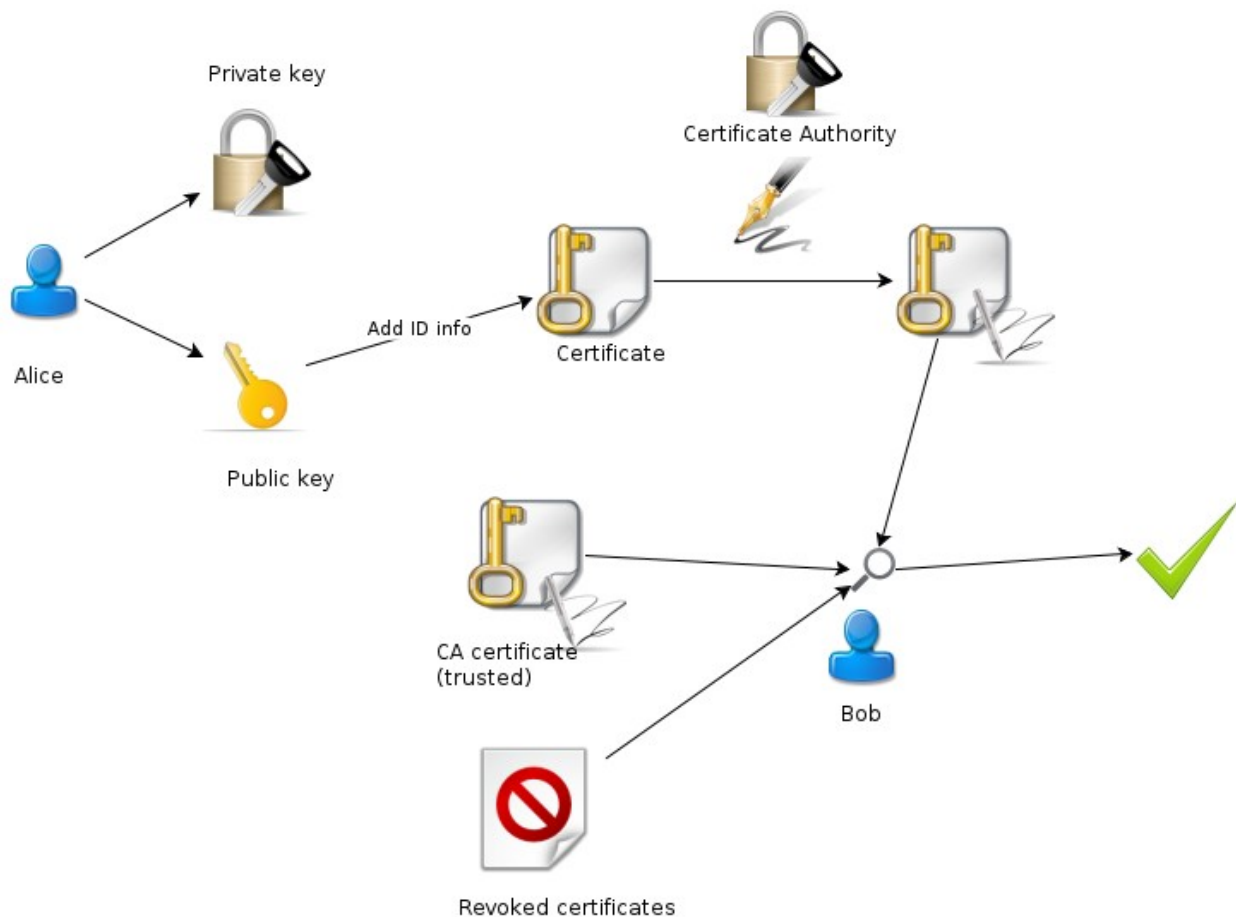 Private key
Certificate Authority
Add ID info
Certificate
Alice
Public key
CA certificate
(trusted)
Bob
Revoked certificates